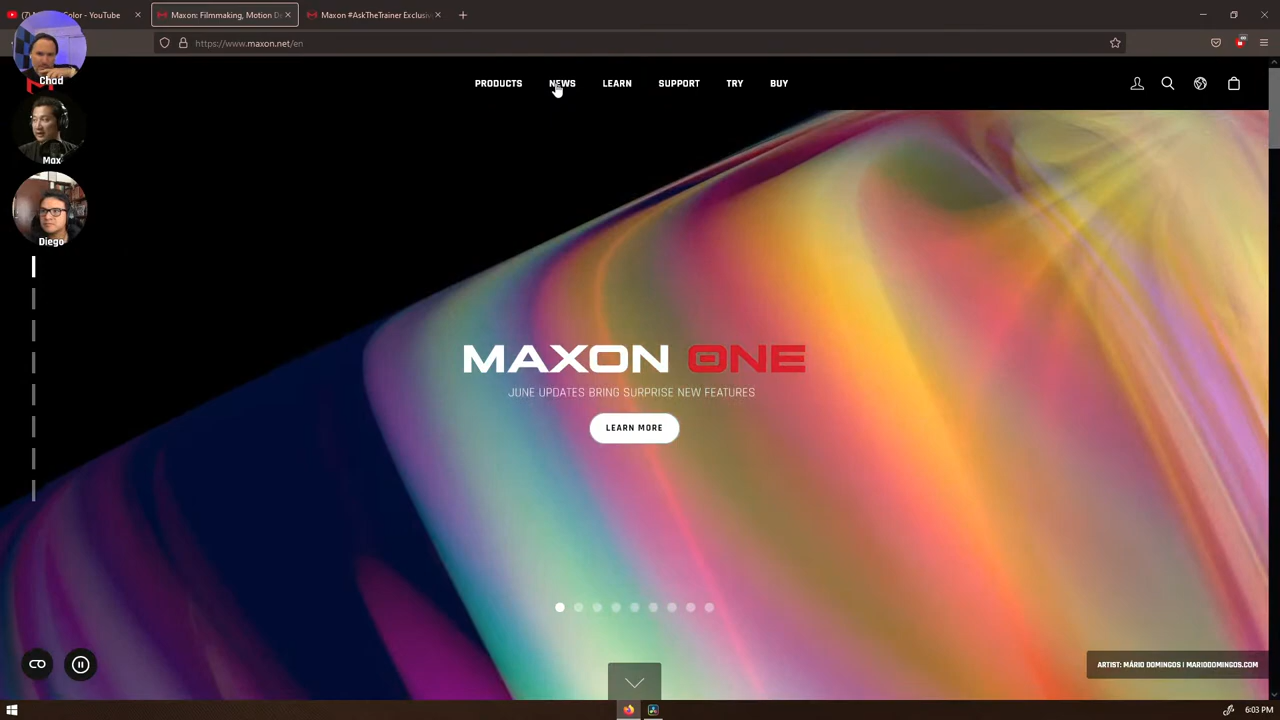 Color - YouTube
Maxon: Filmmaking, Motion De
Maxon #AskTheTrainer Exclusiv
https://www.maxon.net/en
Chad
PRODUCTS
NEWS
LEARN
SUPPORT
TRY
BUY
Max
Diego
MAXON ONE
JUNE UPDATES BRING SURPRISE NEW FEATURES
LEARN MORE
ARTIST: MÁRIO DOMINGOS | MARIODOMINGOS.COM
6:03 PM